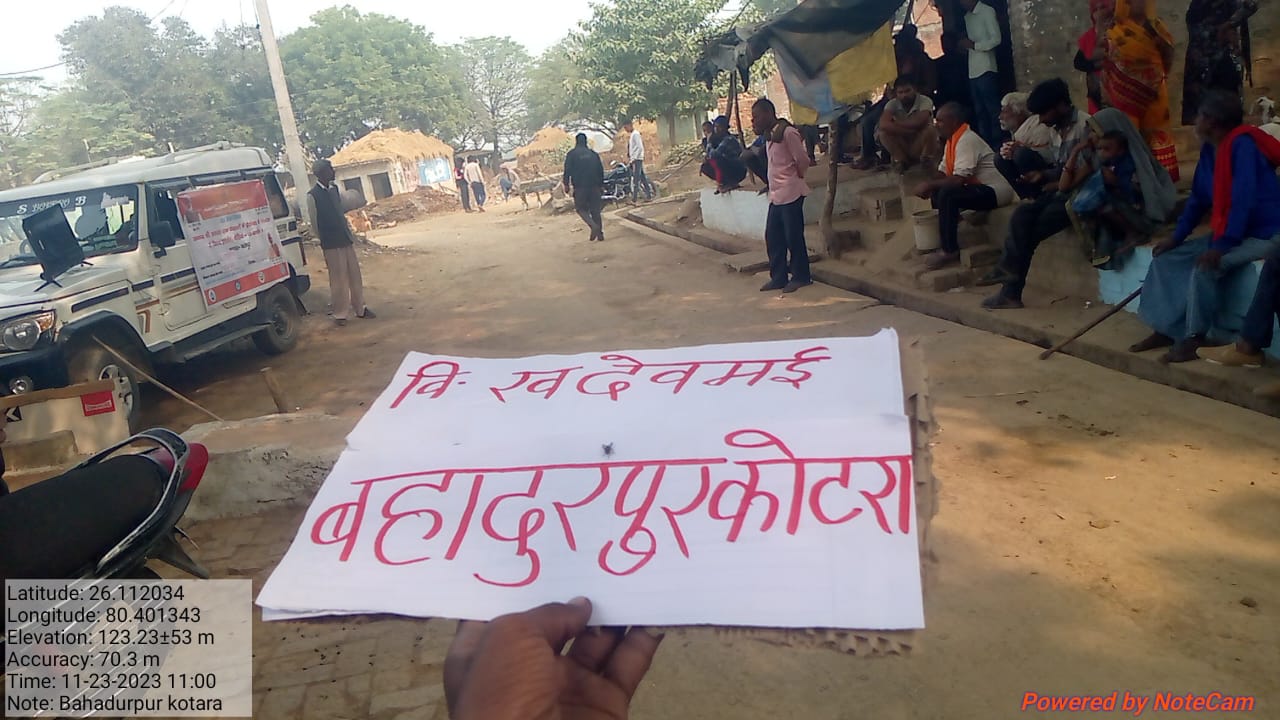 वि. खदेवमई
बहादुरपुरकोटरा
Latitude: 26.112034
Longitude: 80.401343
Elevation: 123.23±53 m
Accuracy: 70.3 m
Time: 11-23-2023 11:00
Note: Bahadurpur kotara
Powered by NoteCam